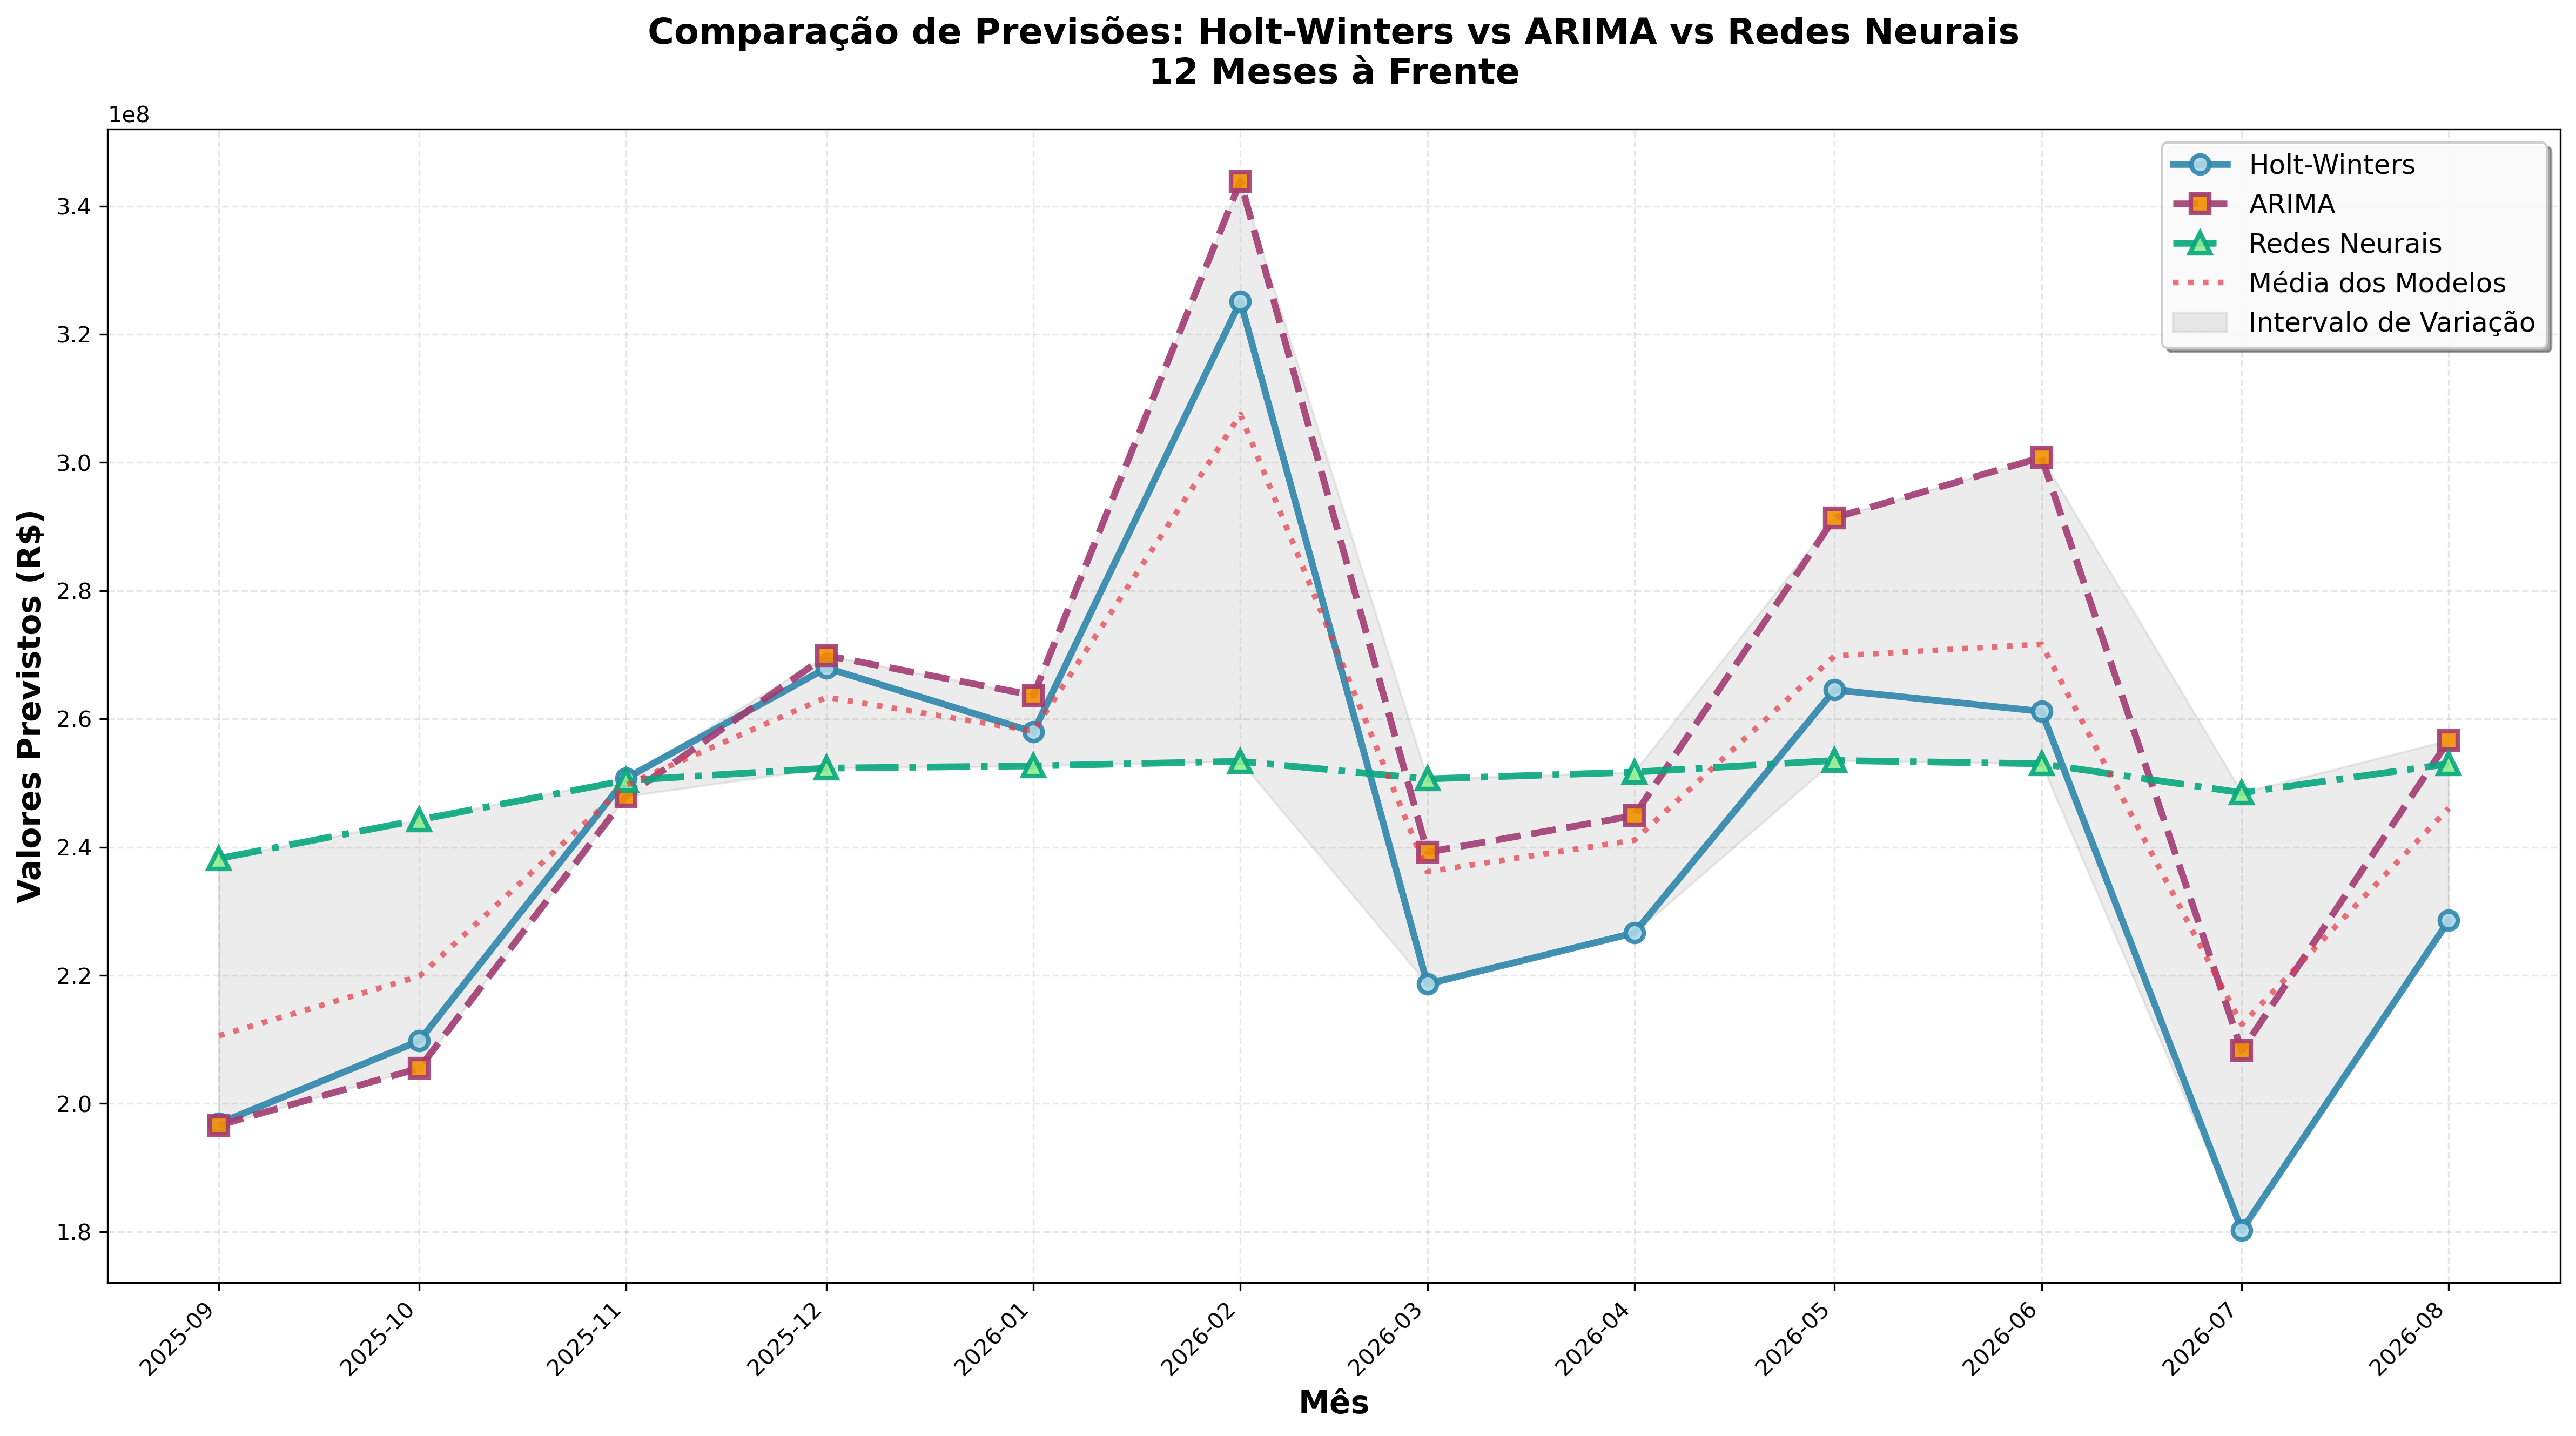 Comparação de Previsões: Holt-Winters vs ARIMA vs Redes Neurais
12 Meses à Frente
1e8
Holt-Winters
ARIMA
Redes Neurais
Média dos Modelos
Intervalo de Variação
Valores Previstos (R$)
3.4
3.2
3.0
2.8
2.6
2.4
2.2
2.0
1.8
2025-09
2025-10
2025-11
2025-12
2026-01
2026-02
2026-03
2026-04
2026-05
2026-06
2026-07
2026-08
Mês